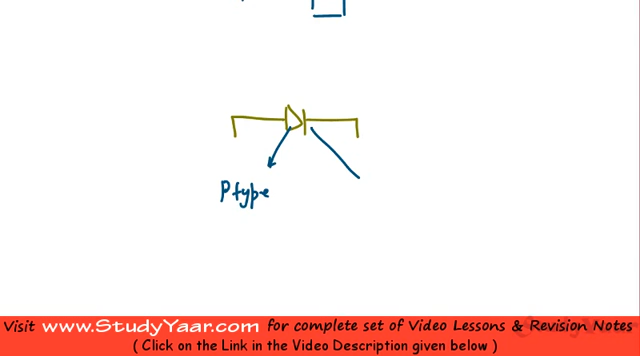 P type
Visit www.StudyYaar.com for complete set of Video Lessons & Revision Notes
( Click on the Link in the Video Description given below )